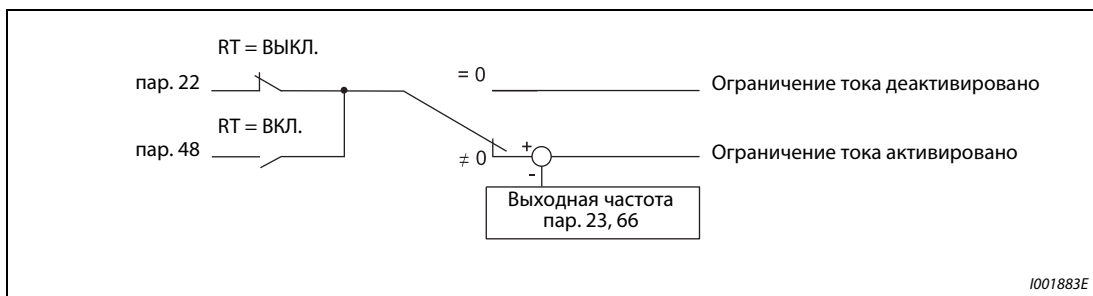 RT = ВЫКЛ.
пар. 22
= 0
Ограничение тока деактивировано
RT = ВКЛ.
пар. 48
≠ 0
+
-
Ограничение тока активировано
Выходная частота
пар. 23, 66
I001883E